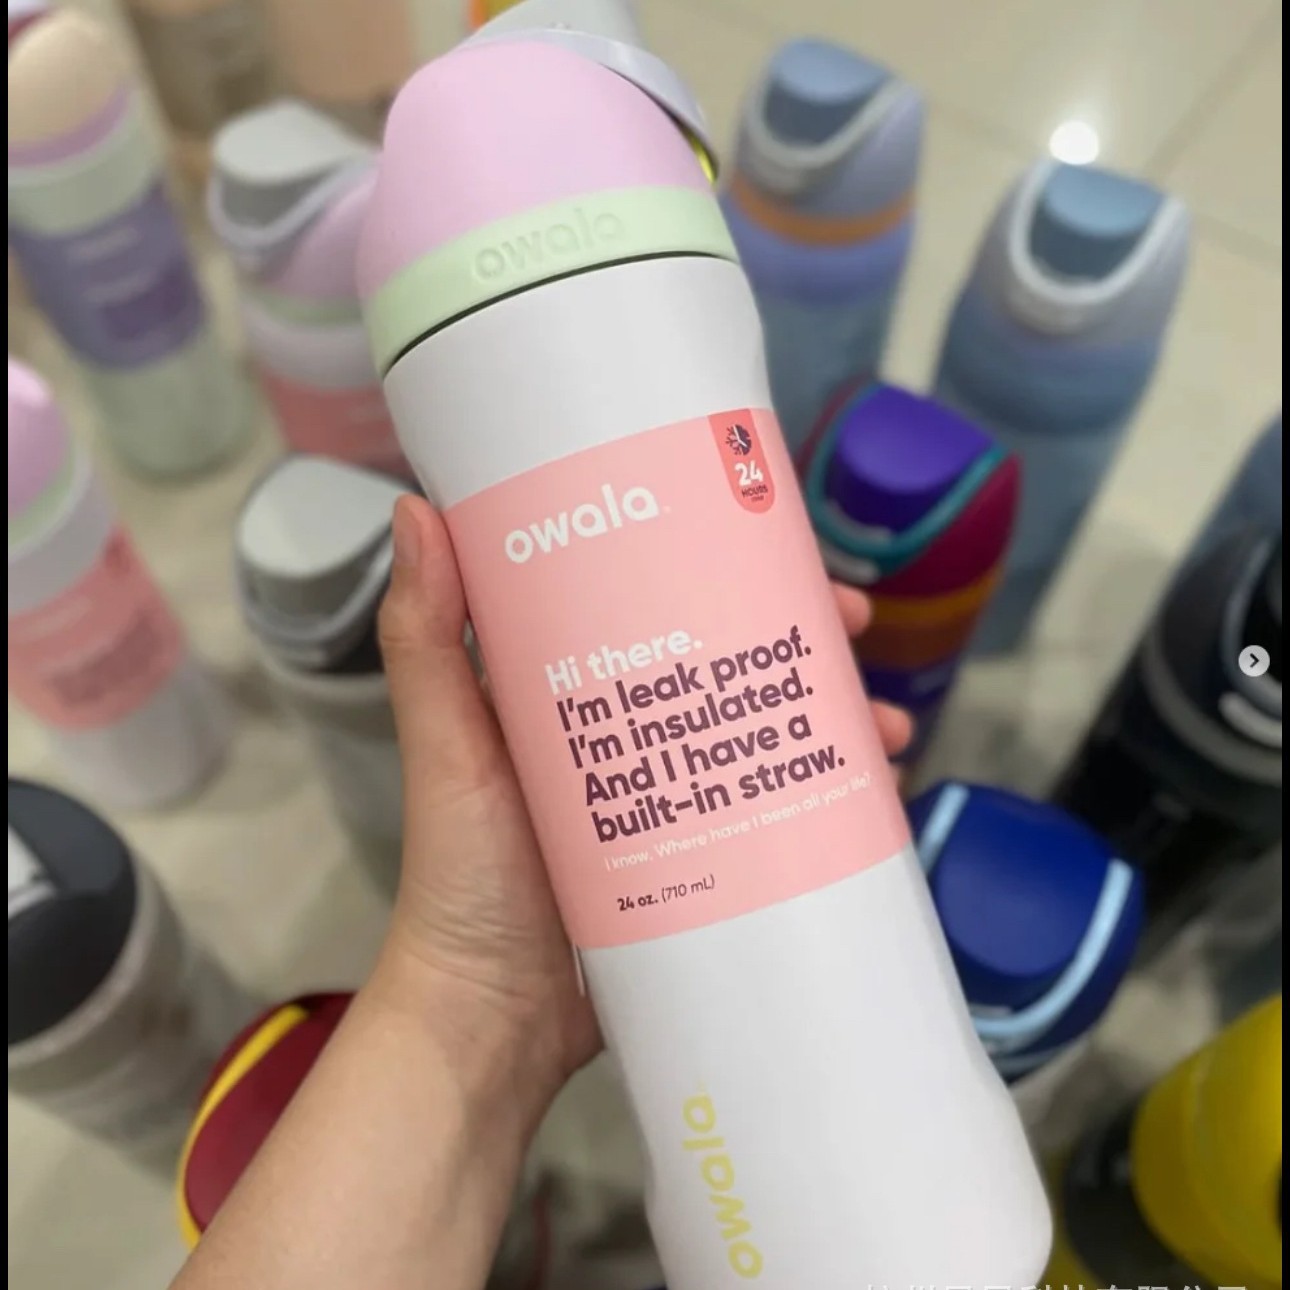 owala
24
HOURS
owala
Hi there.
I'm leak proof.
I'm insulated.
And I have a
built-in straw.
I know. Where have I been all your life?
24 oz. (710 mL)
owala